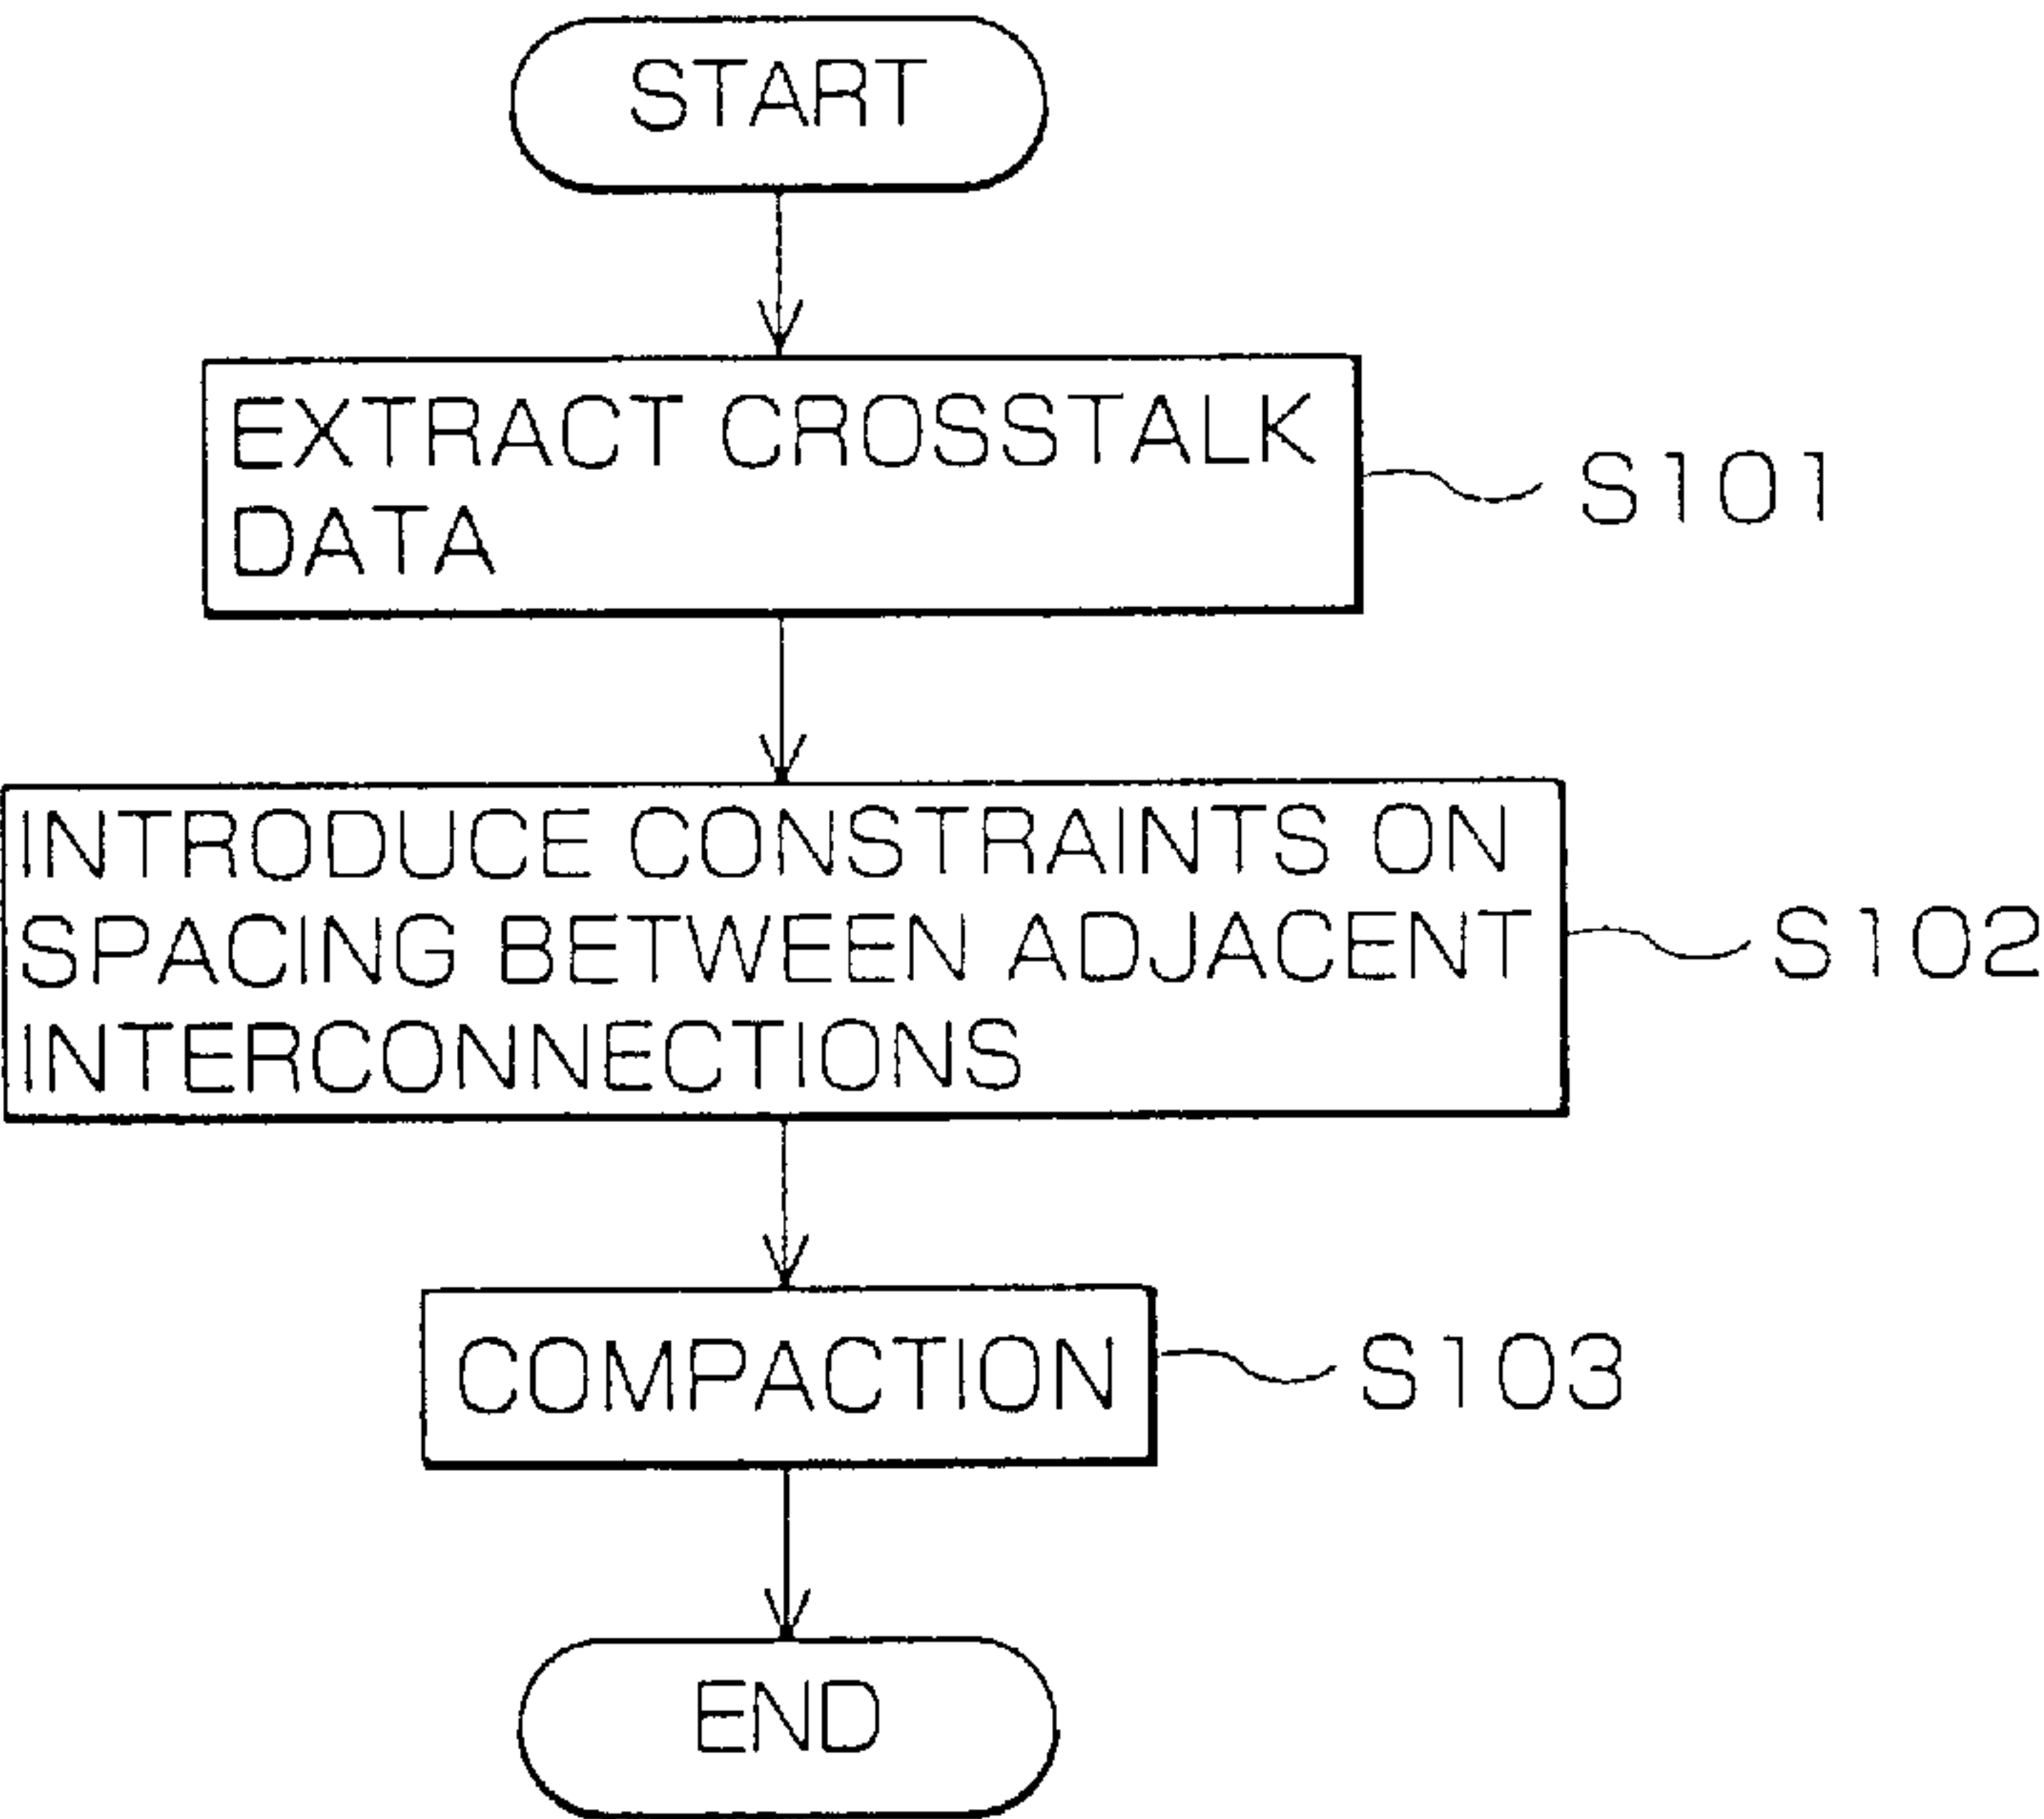 START
EXTRACT CROSSTALK
DATA
S101
INTRODUCE CONSTRAINTS ON
SPACING BETWEEN ADJACENT
INTERCONNECTIONS
S102
COMPACTION
S103
END